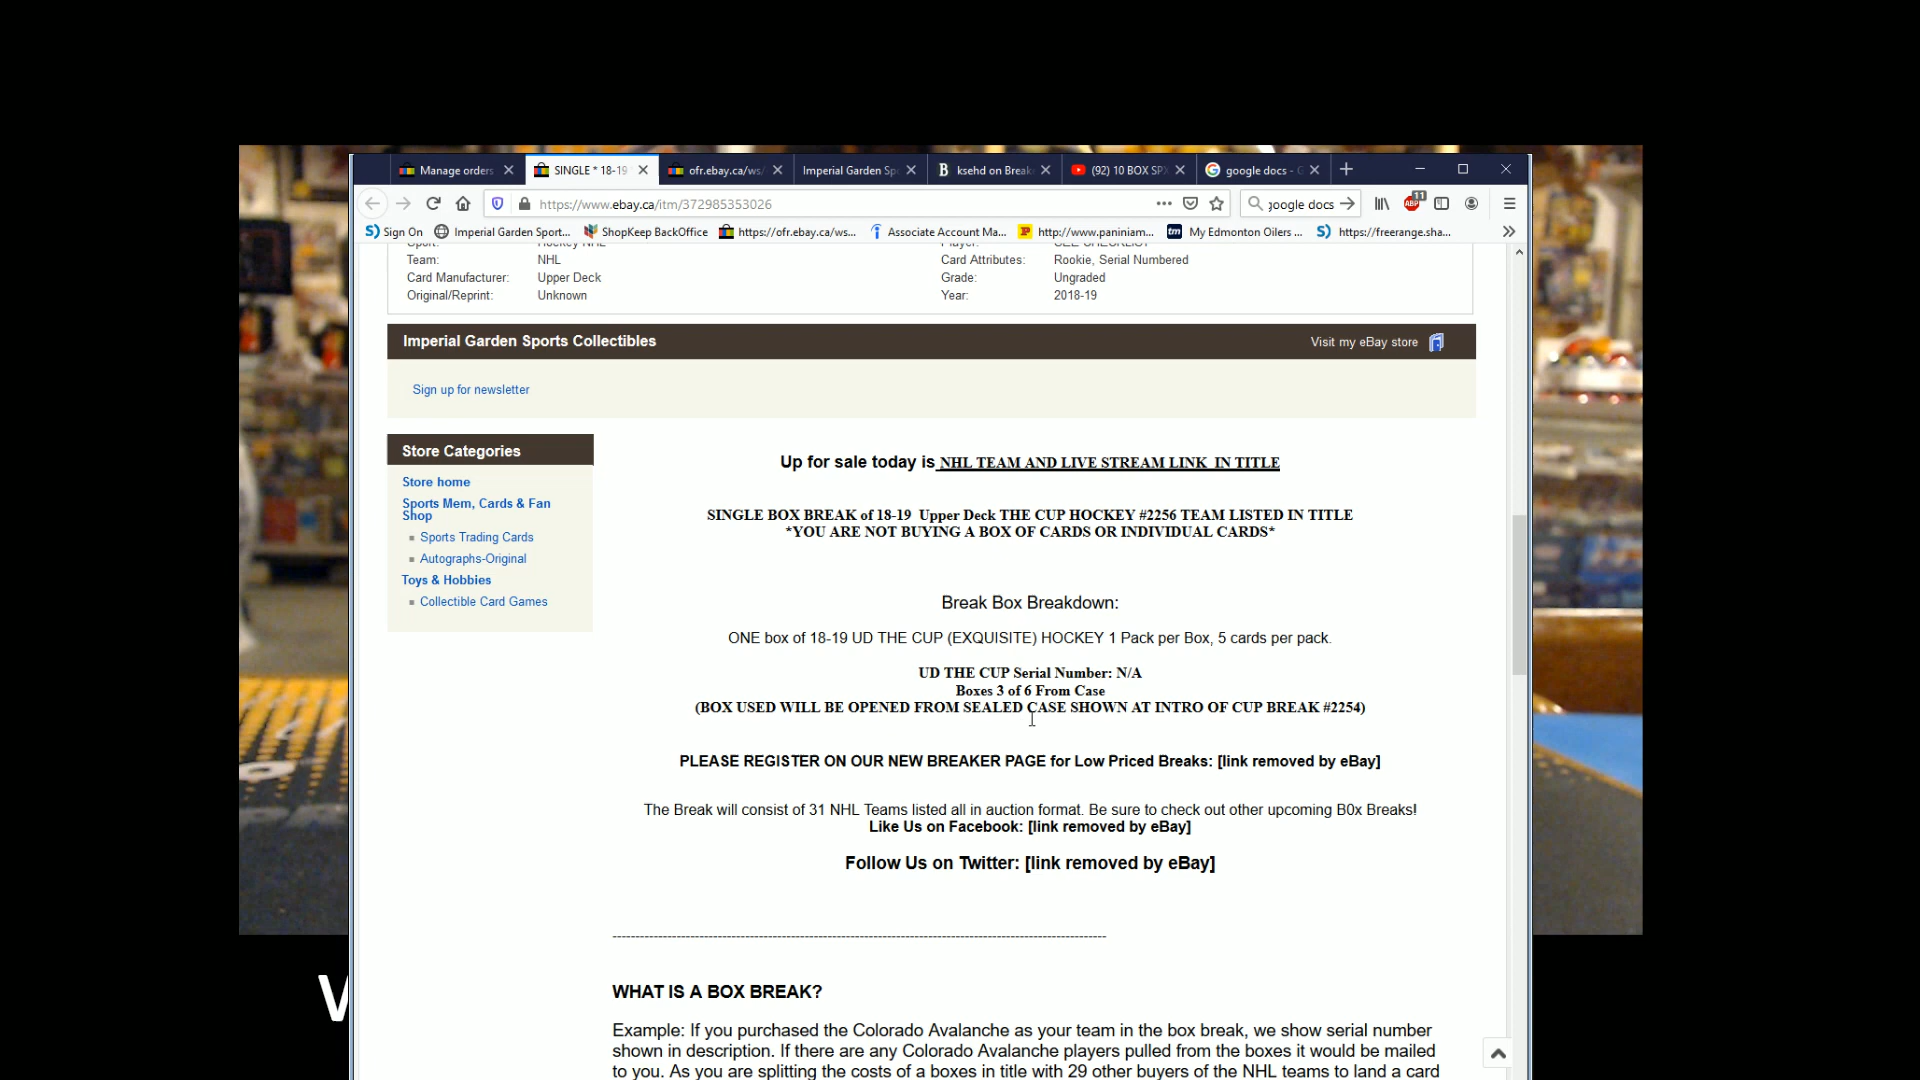 Manage orders
SINGLE * 18-19
ofr.ebay.ca/ws/
Imperial Garden Sp
ksehd on Break
(92) 10 BOX SPX
google docs - G
https://www.ebay.ca/itm/372985353026
google docs
11
ABP
Sign On
Imperial Garden Sport...
ShopKeep BackOffice
https://ofr.ebay.ca/ws...
Associate Account Ma...
http://www.paniniam...
tm
My Edmonton Oilers ...
https://freerange.sha...
Sport: Hockey NHL
Player: SEE CHECKLIST
Team: NHL
Card Attributes: Rookie, Serial Numbered
Card Manufacturer: Upper Deck
Grade: Ungraded
Original/Reprint: Unknown
Year: 2018-19
Imperial Garden Sports Collectibles
Visit my eBay store
Sign up for newsletter
Store Categories
Store home
Sports Mem, Cards & Fan
Shop
Sports Trading Cards
Autographs-Original
Toys & Hobbies
Collectible Card Games
Up for sale today is NHL TEAM AND LIVE STREAM LINK IN TITLE
SINGLE BOX BREAK of 18-19 Upper Deck THE CUP HOCKEY #2256 TEAM LISTED IN TITLE
*YOU ARE NOT BUYING A BOX OF CARDS OR INDIVIDUAL CARDS*
Break Box Breakdown:
ONE box of 18-19 UD THE CUP (EXQUISITE) HOCKEY 1 Pack per Box, 5 cards per pack.
UD THE CUP Serial Number: N/A
Boxes 3 of 6 From Case
(BOX USED WILL BE OPENED FROM SEALED CASE SHOWN AT INTRO OF CUP BREAK #2254)
PLEASE REGISTER ON OUR NEW BREAKER PAGE for Low Priced Breaks: [link removed by eBay]
The Break will consist of 31 NHL Teams listed all in auction format. Be sure to check out other upcoming B0x Breaks!
Like Us on Facebook: [link removed by eBay]
Follow Us on Twitter: [link removed by eBay]
--------------------------------------------------------------------------------------------------------------
WHAT IS A BOX BREAK?
Example: If you purchased the Colorado Avalanche as your team in the box break, we show serial number
shown in description. If there are any Colorado Avalanche players pulled from the boxes it would be mailed
to you. As you are splitting the costs of a boxes in title with 29 other buyers of the NHL teams to land a card